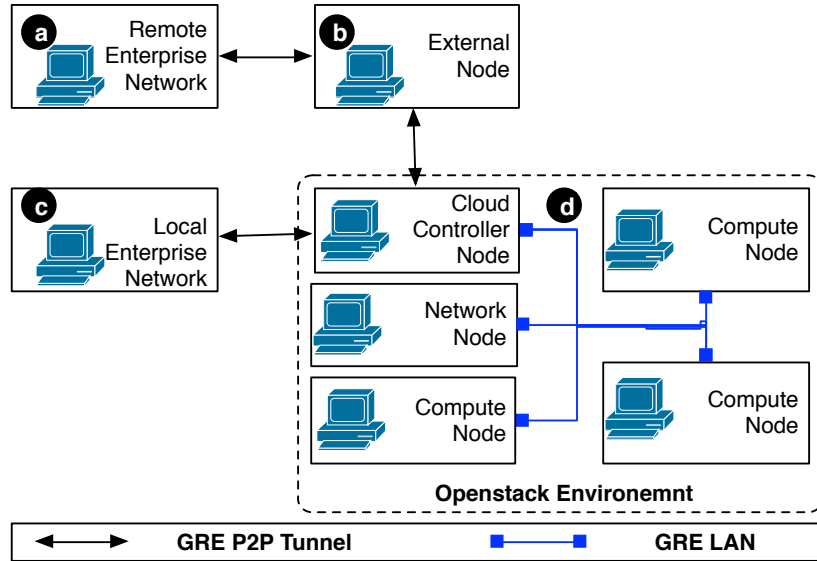 a
Remote
Enterprise
Network
b
External
Node
c
Local
Enterprise
Network
Cloud
Controller
Node
d
Compute
Node
Network
Node
Compute
Node
Compute
Node
Openstack Environemnt
GRE P2P Tunnel
GRE LAN